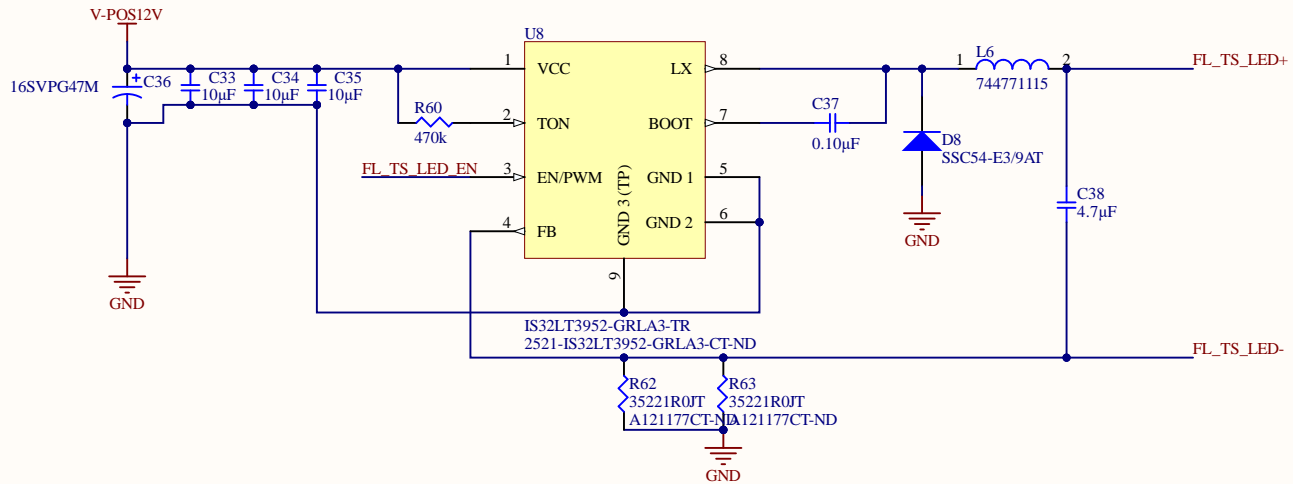 V-POS12V
16SVPG47M
C36
C33
10µF
C34
10µF
C35
10µF
GND
R60
470k
FL_TS_LED_EN
U8
1
VCC
2
TON
3
EN/PWM
4
FB
GND 3 (TP)
9
LX
8
BOOT
7
GND 1
5
GND 2
6
IS32LT3952-GRLA3-TR
2521-IS32LT3952-GRLA3-CT-ND
C37
0.10µF
D8
SSC54-E3/9AT
GND
L6
1
2
744771115
FL_TS_LED+
C38
4.7µF
FL_TS_LED-
R62
35221R0JT
A121177CT-ND
R63
35221R0JT
A121177CT-ND
GND